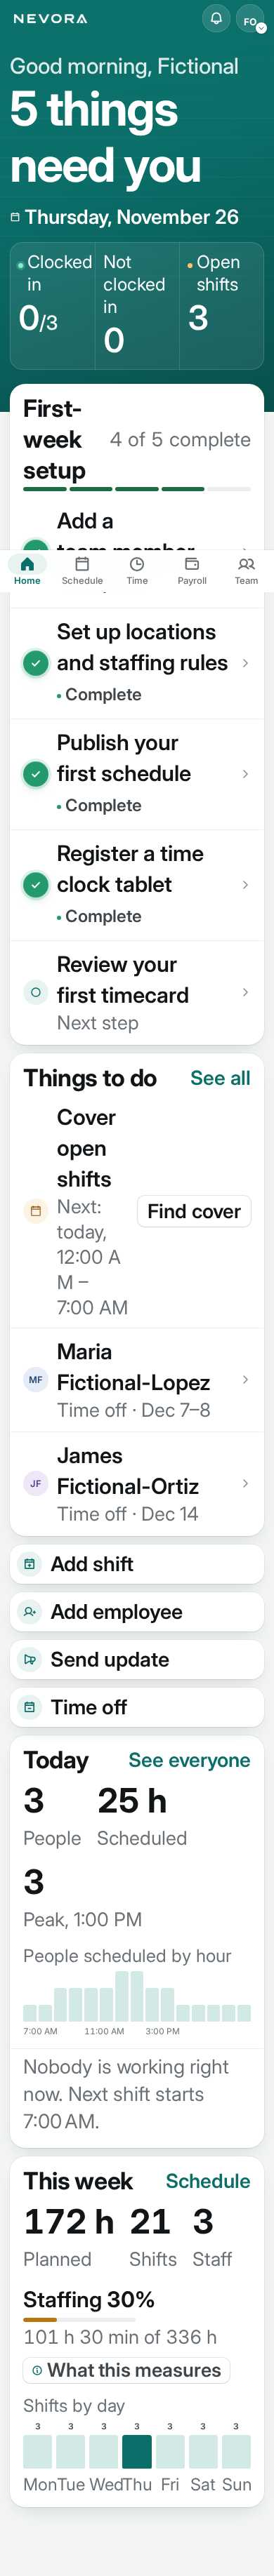 NEVORA
FO
Good morning, Fictional
5 things
need you
Thursday, November 26
Clocked
in
0/3
Not
clocked
in
0
Open
shifts
3
First-
week
setup
4 of 5 complete
Add a
team member
Home
Schedule
Time
Payroll
Team
Set up locations
and staffing rules
Complete
Publish your
first schedule
Complete
Register a time
clock tablet
Complete
Review your
first timecard
Next step
Things to do
See all
Cover
open
shifts
Next:
today,
12:00 A
M –
7:00 AM
Find cover
MF
Maria
Fictional-Lopez
Time off · Dec 7–8
JF
James
Fictional-Ortiz
Time off · Dec 14
Add shift
Add employee
Send update
Time off
Today
See everyone
3
People
25 h
Scheduled
3
Peak, 1:00 PM
People scheduled by hour
7:00 AM 11:00 AM 3:00 PM
Nobody is working right
now. Next shift starts
7:00 AM.
This week
Schedule
172 h 21 3
Planned Shifts Staff
Staffing 30%
101 h 30 min of 336 h
What this measures
Shifts by day
3 3 3 3 3 3 3
Mon Tue Wed Thu Fri Sat Sun